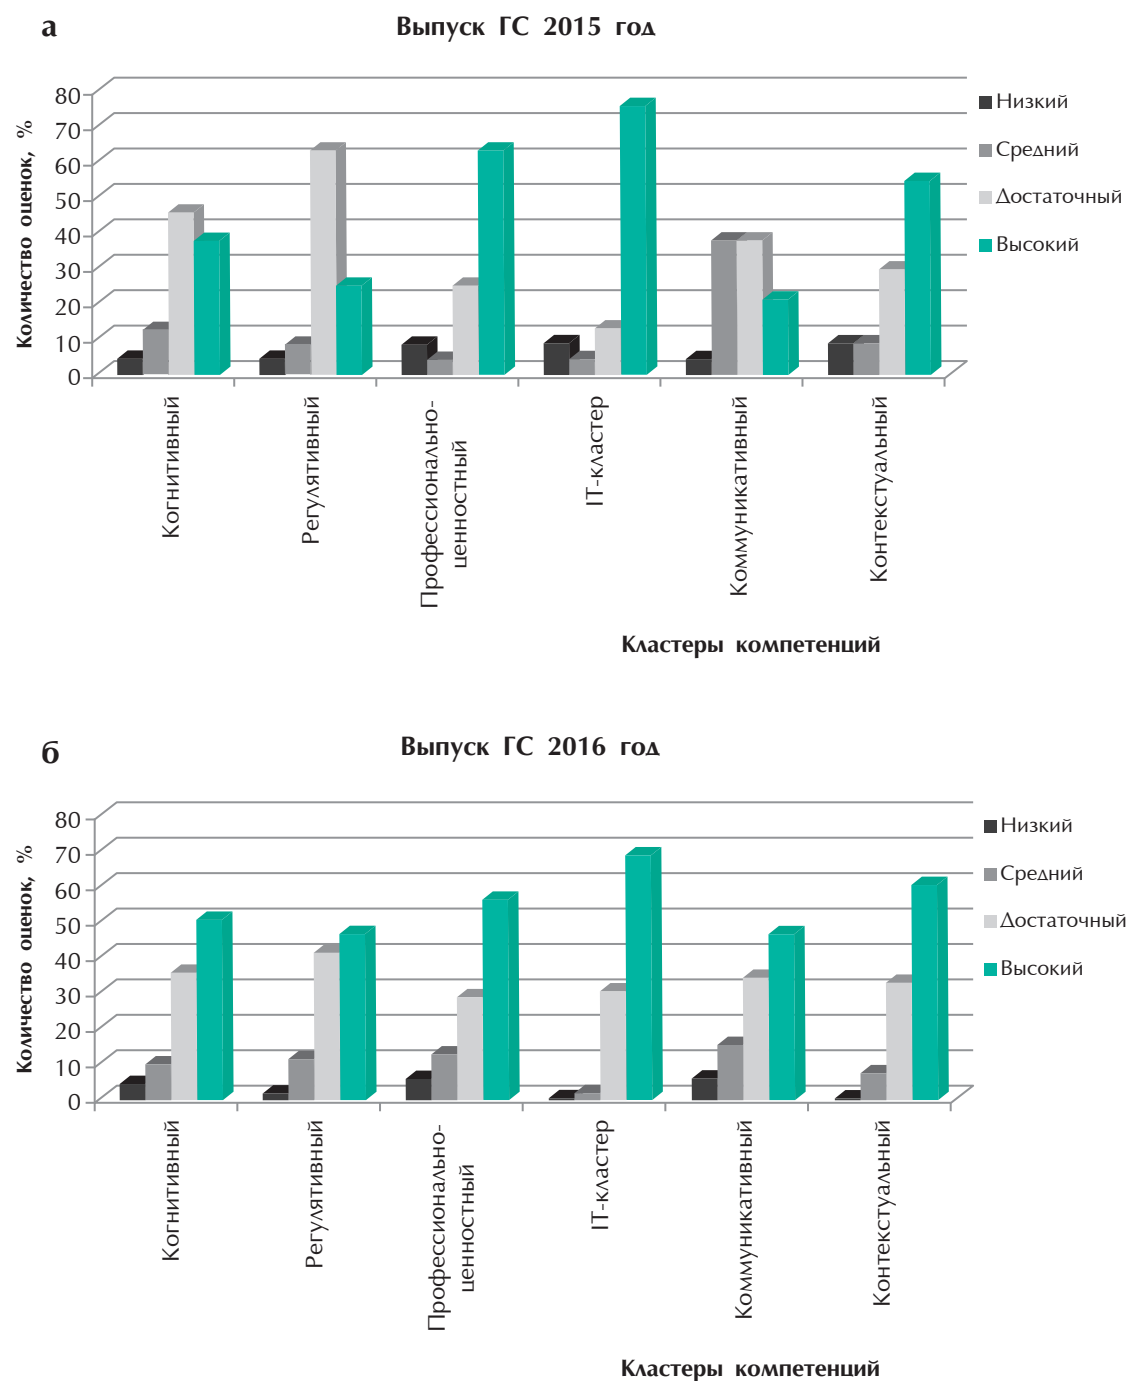 а
Выпуск ГС 2015 год
Количество оценок, %
80
70
60
50
40
30
20
10
0
Низкий
Средний
Достаточный
Высокий
Когнитивный
Регулятивный
Профессионально-
ценностный
IT-кластер
Коммуникативный
Контекстуальный
Кластеры компетенций
б
Выпуск ГС 2016 год
Количество оценок, %
80
70
60
50
40
30
20
10
0
Низкий
Средний
Достаточный
Высокий
Когнитивный
Регулятивный
Профессионально-
ценностный
IT-кластер
Коммуникативный
Контекстуальный
Кластеры компетенций